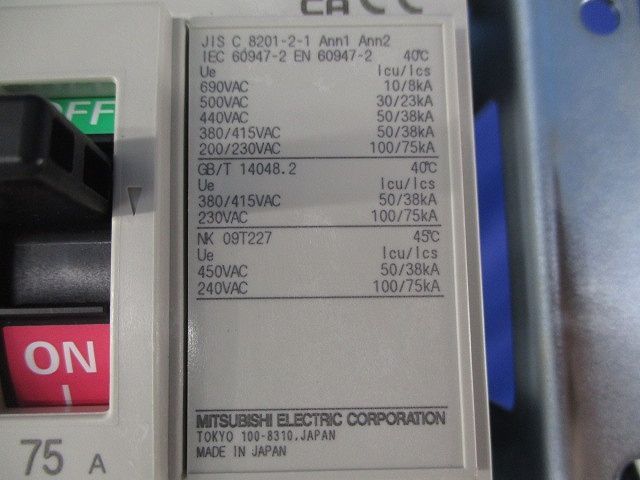 JIS C 8201-2-1 Ann1 Ann2
IEC 60947-2 EN 60947-2 40℃
Ue Icu/Ics
690VAC 10/8kA
500VAC 30/23kA
440VAC 50/38kA
380/415VAC 50/38kA
200/230VAC 100/75kA
GB/T 14048.2 40℃
Ue Icu/Ics
380/415VAC 50/38kA
230VAC 100/75kA
NK 09T227 45℃
Ue Icu/Ics
450VAC 50/38kA
240VAC 100/75kA
MITSUBISHI ELECTRIC CORPORATION
TOKYO 100-8310,JAPAN
MADE IN JAPAN
OFF
ON
I
75 A